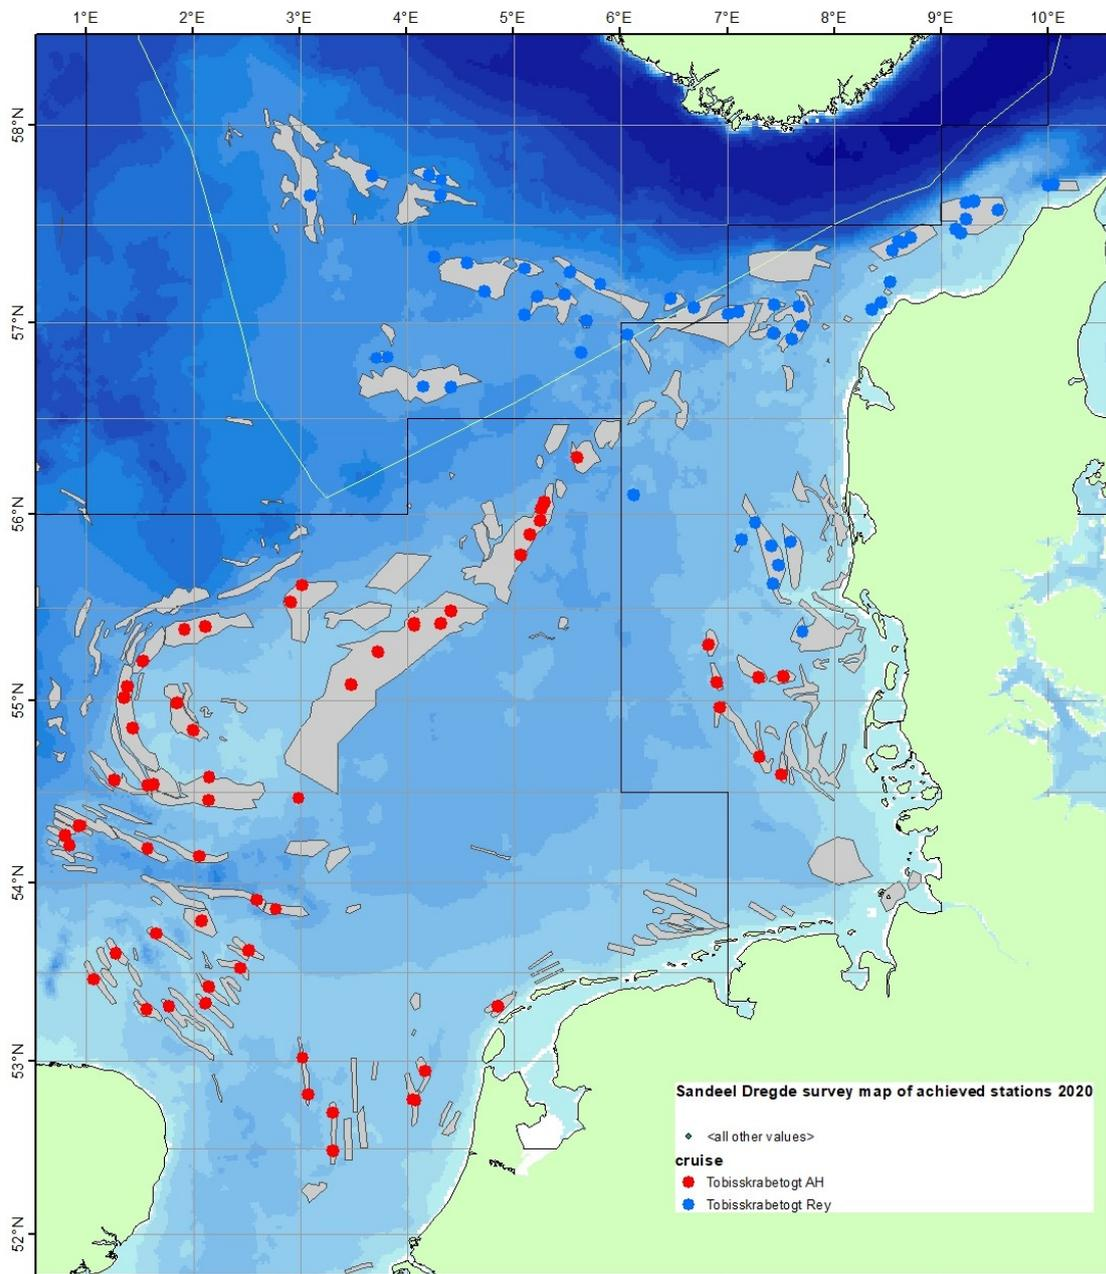 1°E 2°E 3°E 4°E 5°E 6°E 7°E 8°E 9°E 10°E
58°N
57°N
56°N
55°N
54°N
53°N
52°N
Sandeel Dregde survey map of achieved stations 2020
<all other values>
cruise
Tobisskrabetogt AH
Tobisskrabetogt Rey